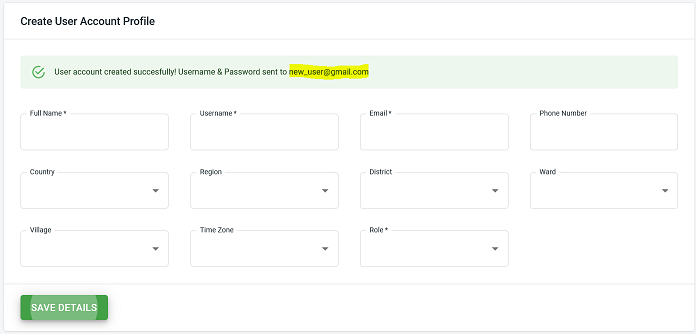 Create User Account Profile
User account created succesfully! Username & Password sent to new_user@gmail.com
Full Name * Username * Email * Phone Number
Country Region District Ward
Village Time Zone Role *
SAVE DETAILS